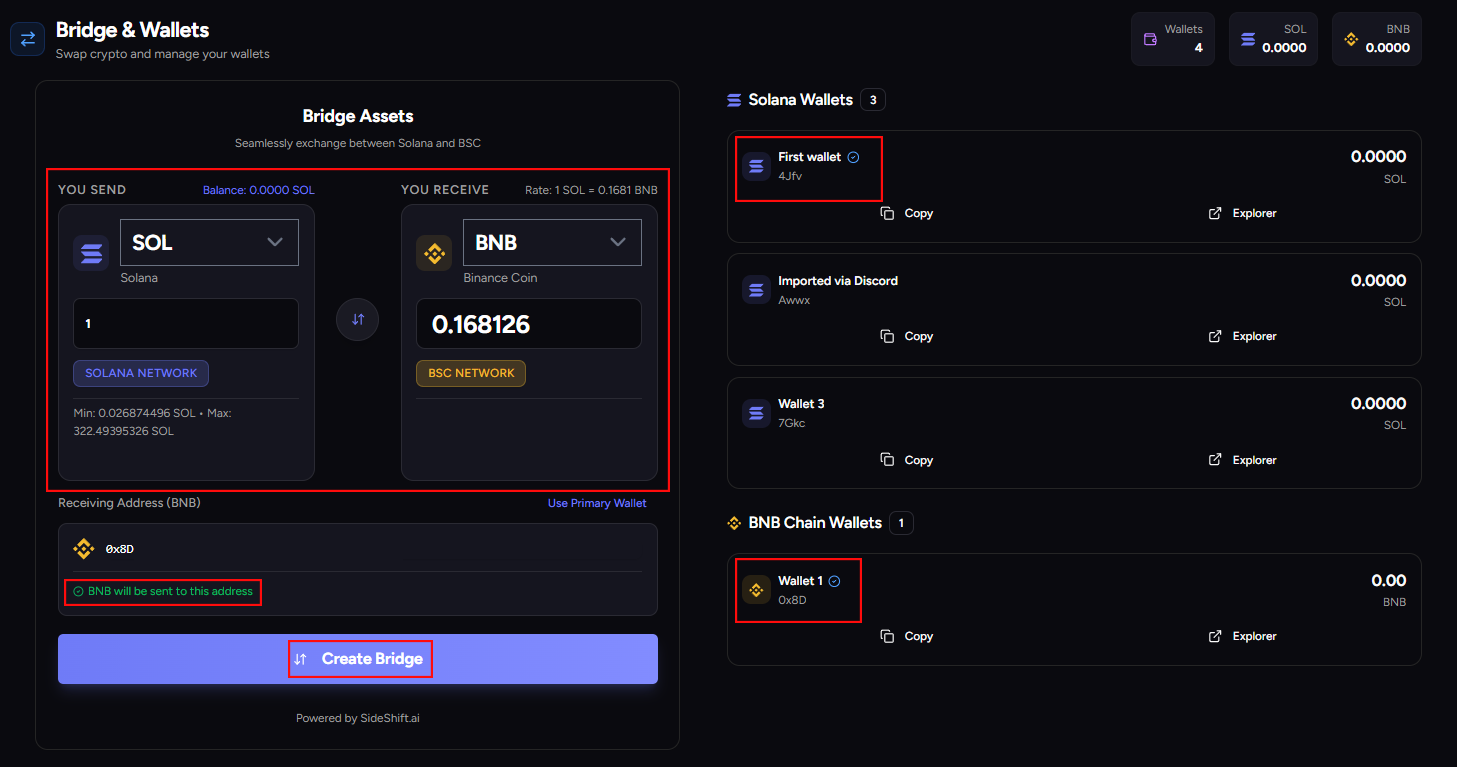 Bridge & Wallets
Swap crypto and manage your wallets
Wallets
4
SOL
0.0000
BNB
0.0000
Bridge Assets
Seamlessly exchange between Solana and BSC
YOU SEND
Balance: 0.0000 SOL
SOL
Solana
1
SOLANA NETWORK
Min: 0.026874496 SOL • Max:
322.49395326 SOL
YOU RECEIVE
Rate: 1 SOL = 0.1681 BNB
BNB
Binance Coin
0.168126
BSC NETWORK
Receiving Address (BNB)
Use Primary Wallet
0x8D
BNB will be sent to this address
Create Bridge
Powered by SideShift.ai
Solana Wallets 3
First wallet
4Jfv
0.0000
SOL
Copy
Explorer
Imported via Discord
Awwx
0.0000
SOL
Copy
Explorer
Wallet 3
7Gkc
0.0000
SOL
Copy
Explorer
BNB Chain Wallets 1
Wallet 1
0x8D
0.00
BNB
Copy
Explorer